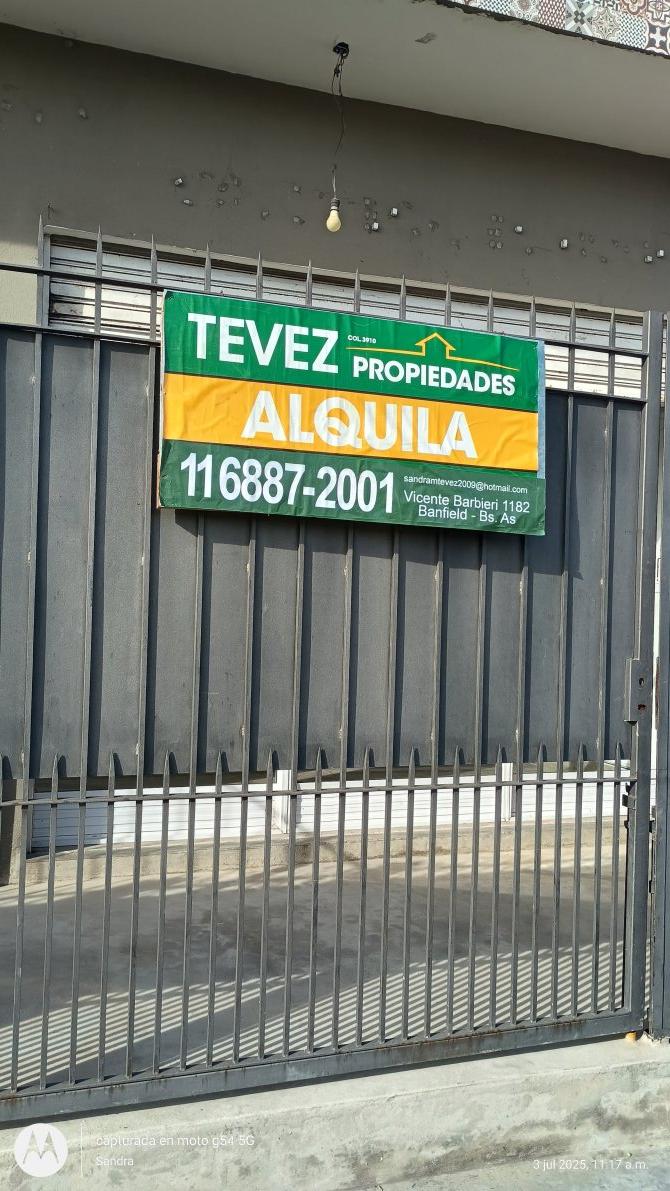 TEVEZ
COL.3910
PROPIEDADES
ALQUILA
116887-2001
sandramtevez2009@hotmail.com
Vicente Barbieri 1182
Banfield - Bs. As
capturada en moto g54 5G
Sandra
3 jul 2025, 11:17 a.m.